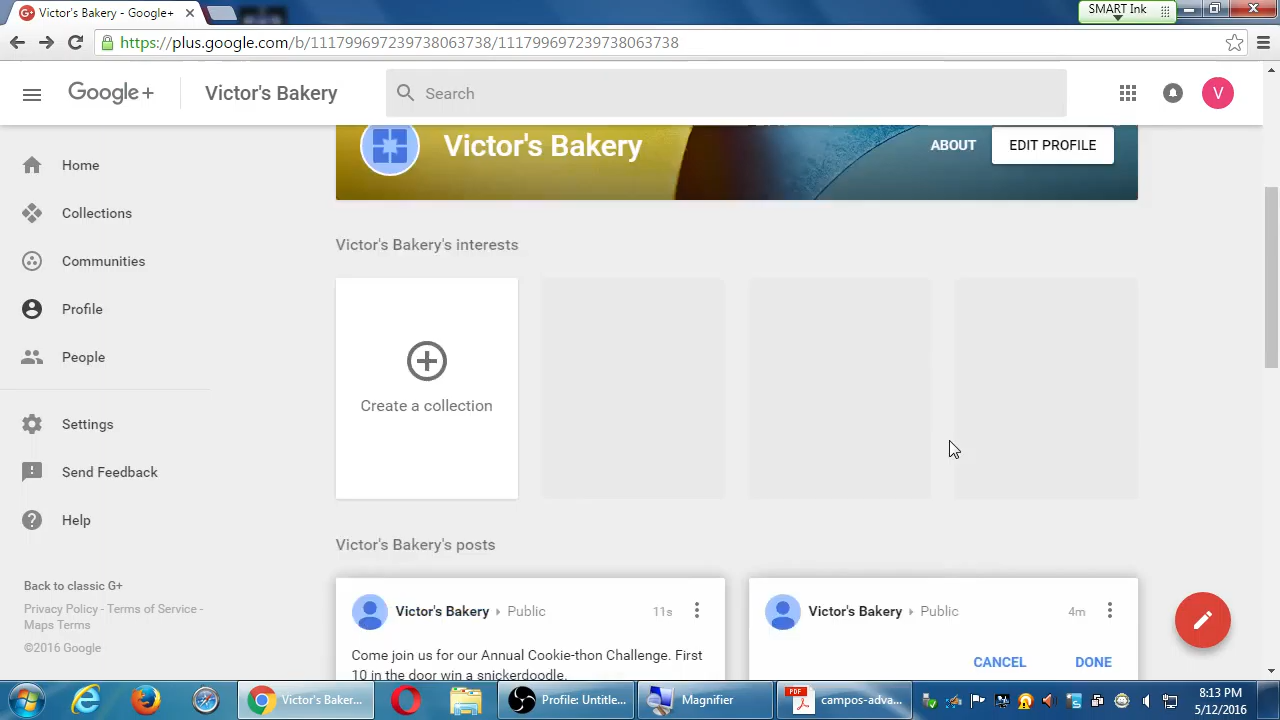 Victor's Bakery - Google+
SMART Ink
https://plus.google.com/b/111799697239738063738/111799697239738063738
Google+
Victor's Bakery
Search
V
Home
Collections
Communities
Profile
People
Settings
Send Feedback
Help
Back to classic G+
Privacy Policy - Terms of Service -
Maps Terms
©2016 Google
Victor's Bakery
ABOUT
EDIT PROFILE
Victor's Bakery's interests
Create a collection
Victor's Bakery's posts
Victor's Bakery
Public
11s
Come join us for our Annual Cookie-thon Challenge. First
10 in the door win a snickerdoodle.
Victor's Bakery
Public
4m
CANCEL
DONE
Victor's Baker...
Profile: Untitle...
Magnifier
PDF
campos-adva...
8:13 PM
5/12/2016